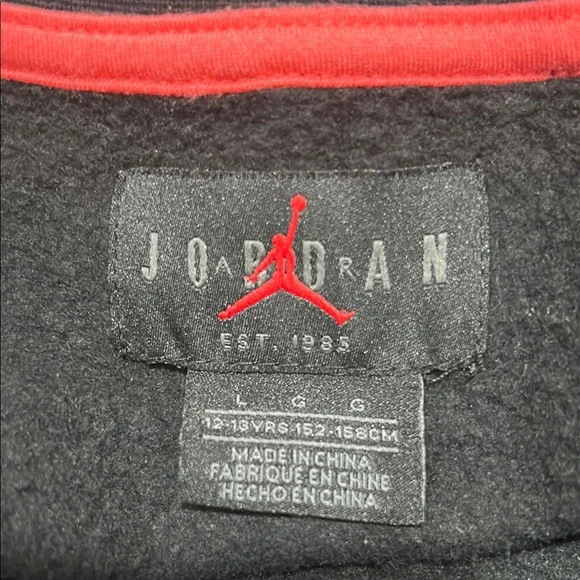 JORDAN
AIR
EST. 1985
L G G
12-13YRS 152-158CM
MADE IN CHINA
FABRIQUÉ EN CHINE
HECHO EN CHINA